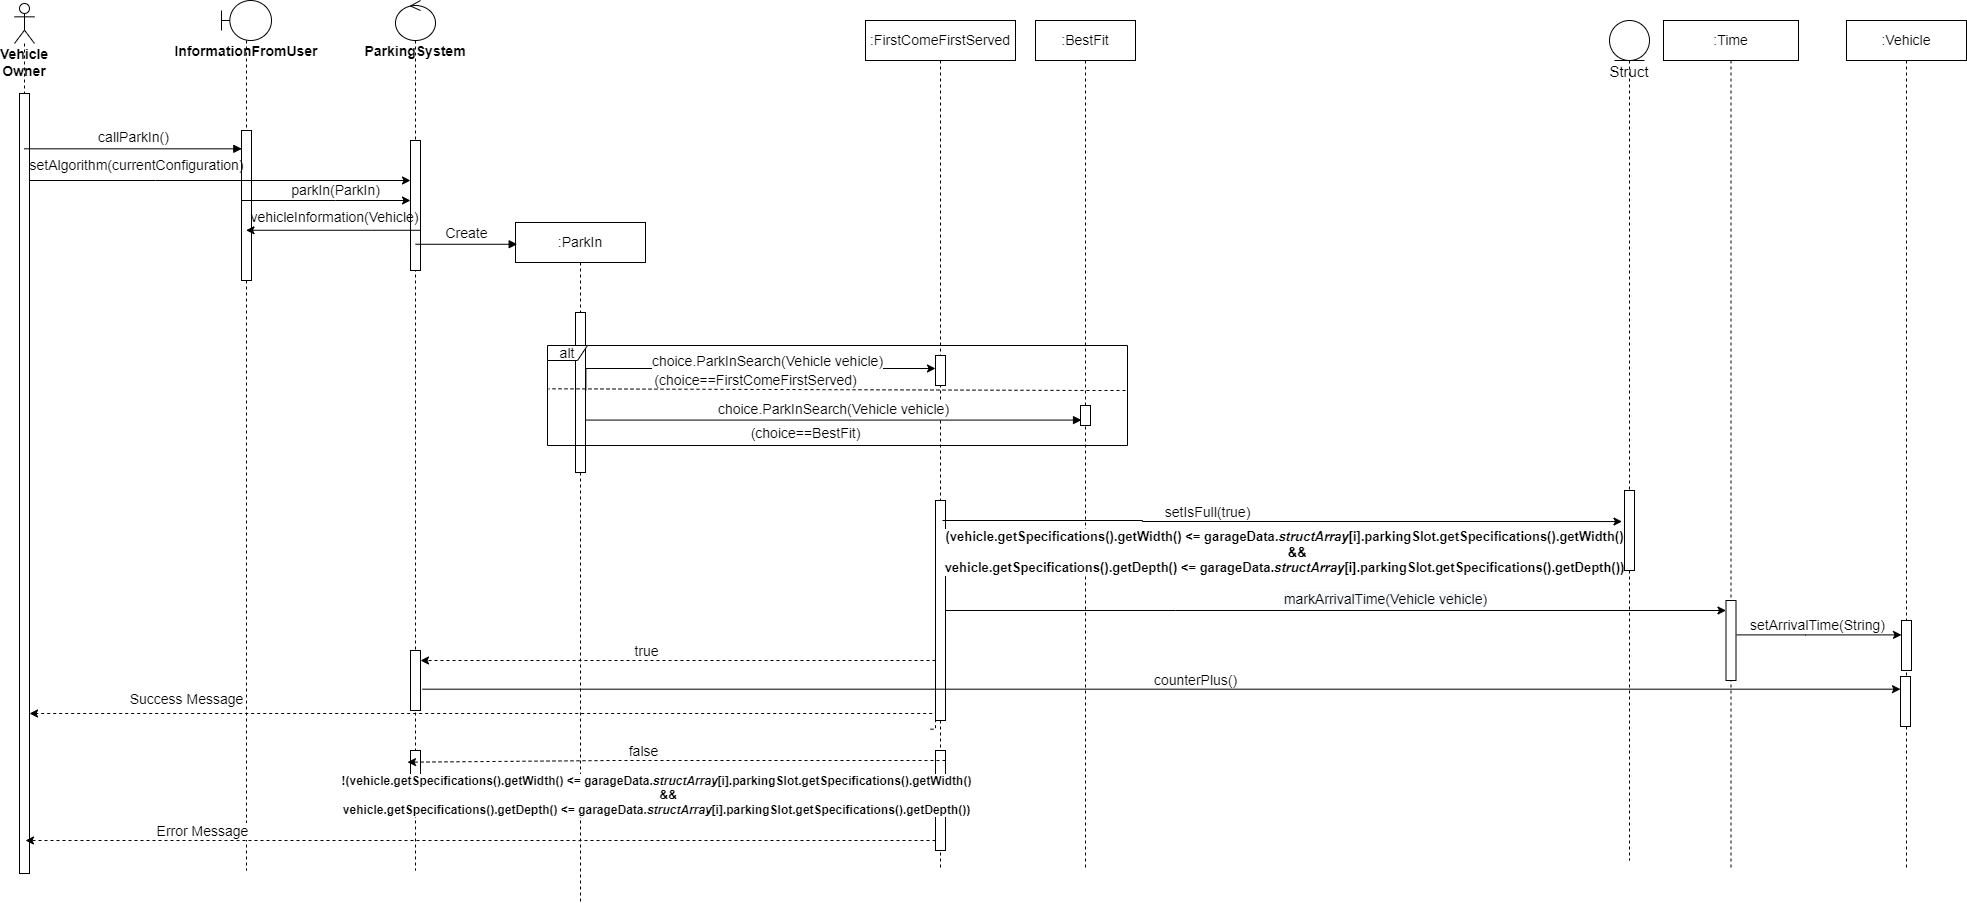 Vehicle
Owner
InformationFromUser
ParkingSystem
:FirstComeFirstServed
:BestFit
Struct
:Time
:Vehicle
callParkIn()
setAlgorithm(currentConfiguration)
parkIn(ParkIn)
vehicleInformation(Vehicle)
Create
:ParkIn
alt
choice.ParkInSearch(Vehicle vehicle)
(choice==FirstComeFirstServed)
choice.ParkInSearch(Vehicle vehicle)
(choice==BestFit)
setIsFull(true)
(vehicle.getSpecifications().getWidth() <= garageData.structArray[i].parkingSlot.getSpecifications().getWidth()
&&
vehicle.getSpecifications().getDepth() <= garageData.structArray[i].parkingSlot.getSpecifications().getDepth())
markArrivalTime(Vehicle vehicle)
setArrivalTime(String)
true
counterPlus()
Success Message
false
!(vehicle.getSpecifications().getWidth() <= garageData.structArray[i].parkingSlot.getSpecifications().getWidth()
&&
vehicle.getSpecifications().getDepth() <= garageData.structArray[i].parkingSlot.getSpecifications().getDepth())
Error Message